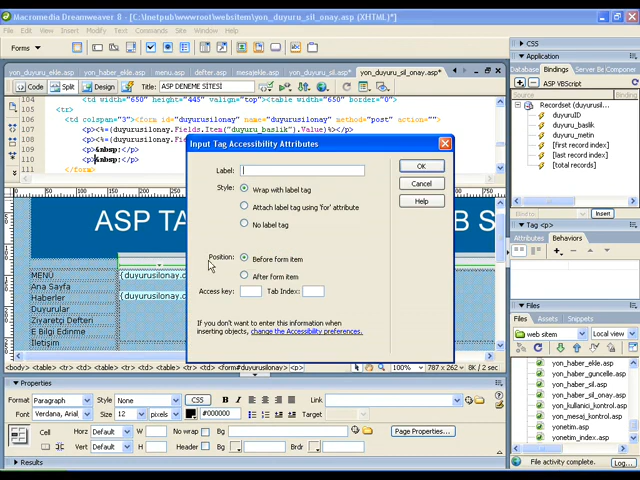 Macromedia Dreamweaver 8 - [C:\Inetpub\wwwroot\websitem\yon_duyuru_sil_onay.asp (XHTML)*]
File Edit View Insert Modify Text Commands Site Window Help
Forms
yon_duyuru_ekle.asp yon_haber_ekle.asp menu.asp defter.asp mesajekle.asp yon_duyuru_sil_onay.asp*
Code Split Design Title: ASP DENEME SITESI
104 <td width="650" height="445" valign="top"><table width="650" border="0">
105 <tr>
106 <td colspan="3"><form id="duyurusilonay" name="duyurusilonay" method="post" action="">
107 <p><%=(duyurusilonay.Fields.Item("duyuru_baslik").Value)%></p>
108 <p><%=(duyurusilonay.Fields.Item(
109 <p>&nbsp;</p>
110 <p>&nbsp;</p>
</form>
Input Tag Accessibility Attributes
Label:
OK
Style: Wrap with label tag
Cancel
Attach label tag using 'for' attribute
Help
No label tag
Position: Before form item
After form item
Access key: Tab Index:
If you don't want to enter this information when
inserting objects, change the Accessibility preferences.
ASP TA
MENÜ
Ana Sayfa
Haberler
Duyurular
Ziyaretçi Defteri
E Bilgi Edinme
İletişim
{duyurusilonay.
{duyurusilonay.
<body> <table> <tr> <td> <table> <tr> <td> <form#duyurusilonay> <p>
100% 787 x 262 8K / 2 sec
Properties
Format Paragraph Style None CSS B I Link
Font Verdana, Arial Size 12 pixels #000000 Target
Cell Horz Default W No wrap Bg Page Properties...
Vert Default H Header Bg Brdr
Results
CSS
Application
Database Bindings Server Be Componer
Document type: ASP VBScript
Source
Recordset (duyurusil
duyuruID
duyuru_baslik
duyuru_metin
[first record index]
[last record index]
[total records]
Insert
Attributes Behaviors
Files
Files Assets Snippets
web sitem Local view
yon_haber_ekle.asp
yon_haber_guncelle.asp
yon_haber_sil.asp
yon_haber_sil_onay.asp
yon_kullanici_kontrol.asp
yon_mesaj_kontrol.asp
yonetim.asp
yonetim_index.asp
File activity complete. Log...